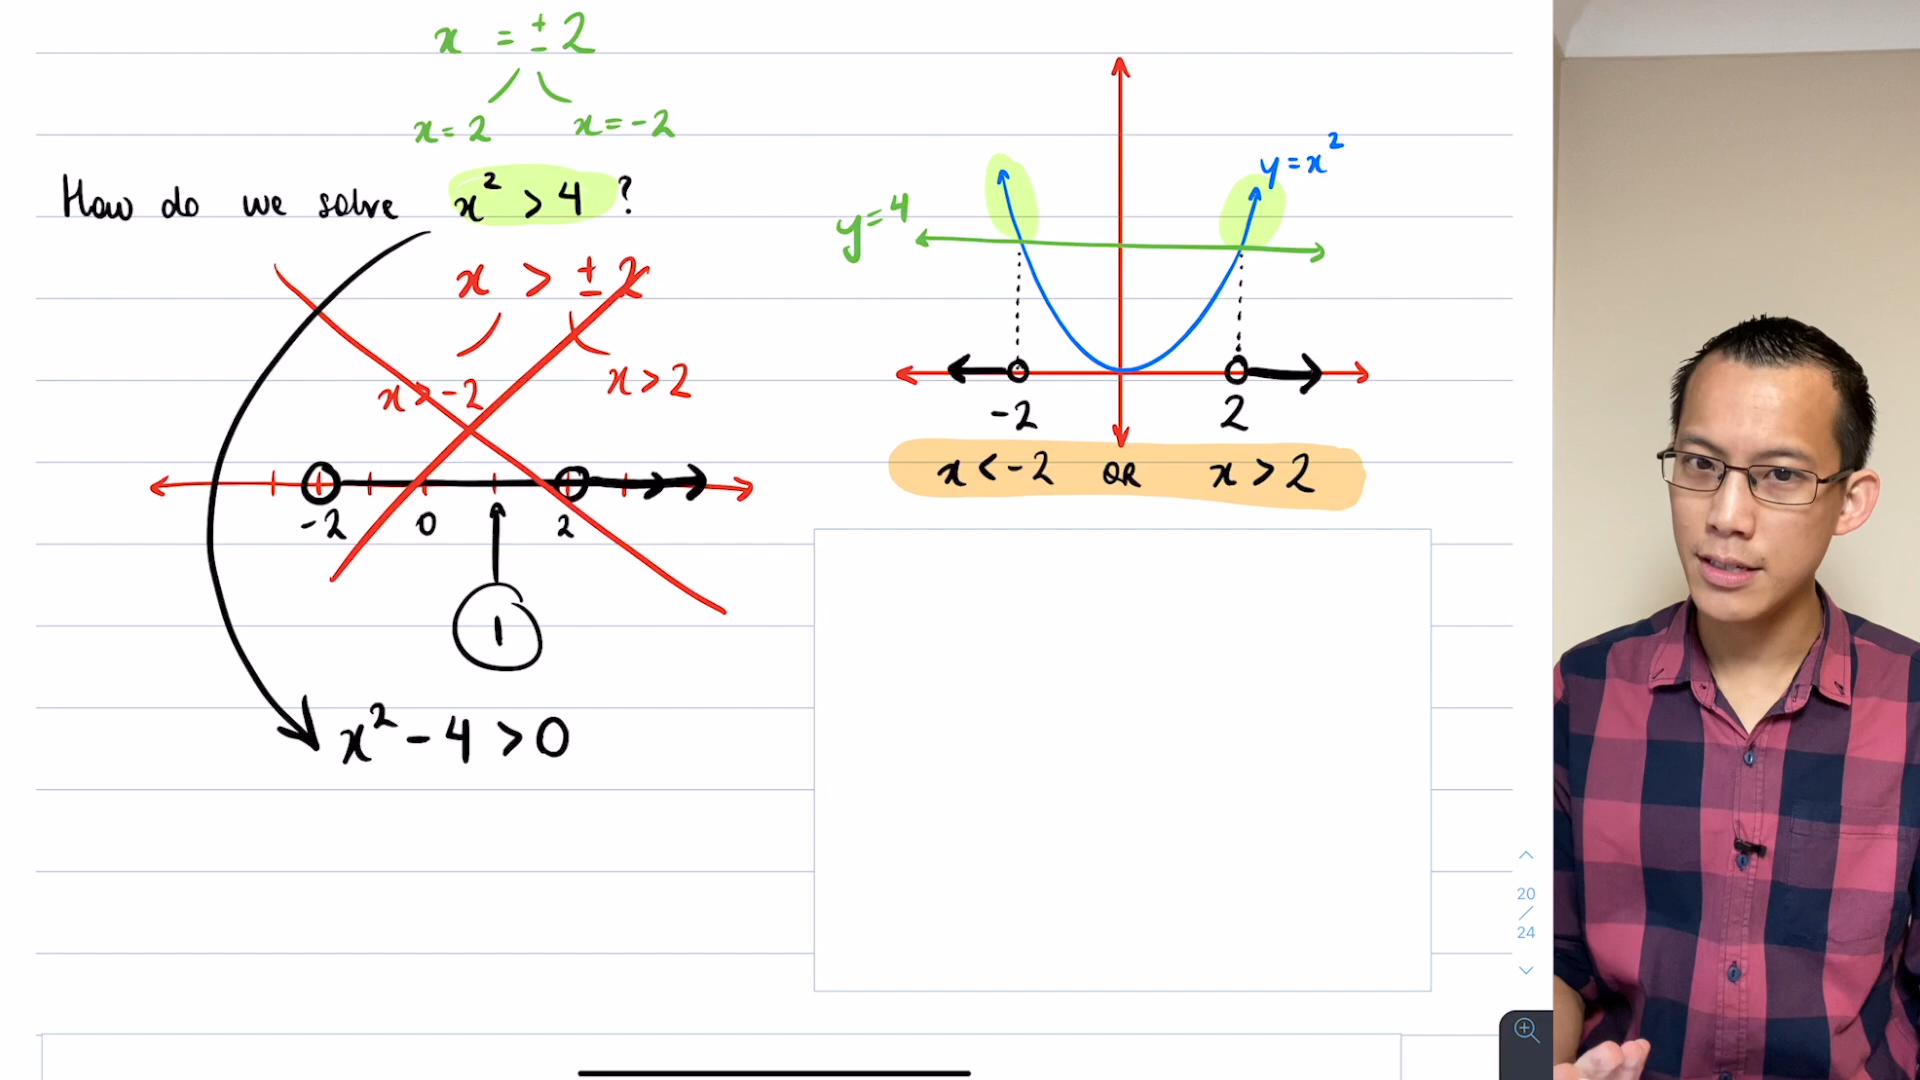 x = ± 2
x = 2 x = -2
How do we solve x² > 4 ?
x > ± 2
x > -2 x > 2
-2 0 2
1
x² - 4 > 0
y = x²
y = 4
-2 2
x < -2 OR x > 2
20
/
24